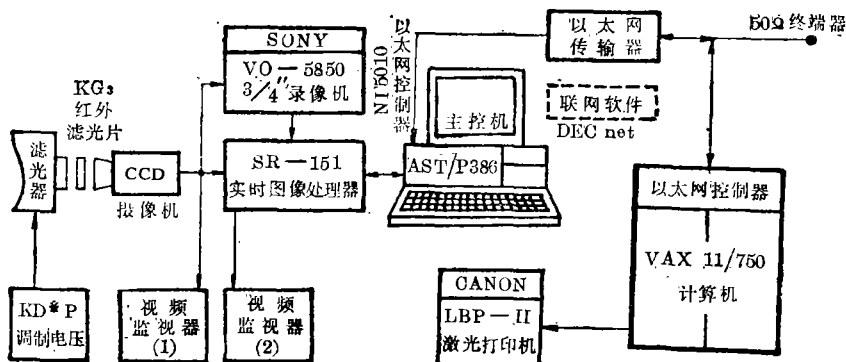 SONY
VO—5850
3/4″录像机
KG₃
红外
滤光片
滤光器
CCD
摄像机
SR—151
实时图像处理器
KD*P
调制电压
视频
监视器
(1)
视频
监视器
(2)
NI5010
以太网控制器
主控机
AST/P386
以太网
传输器
50Ω终端器
联网软件
DEC net
以太网控制器
VAX 11/750
计算机
CANON
LBP—II
激光打印机